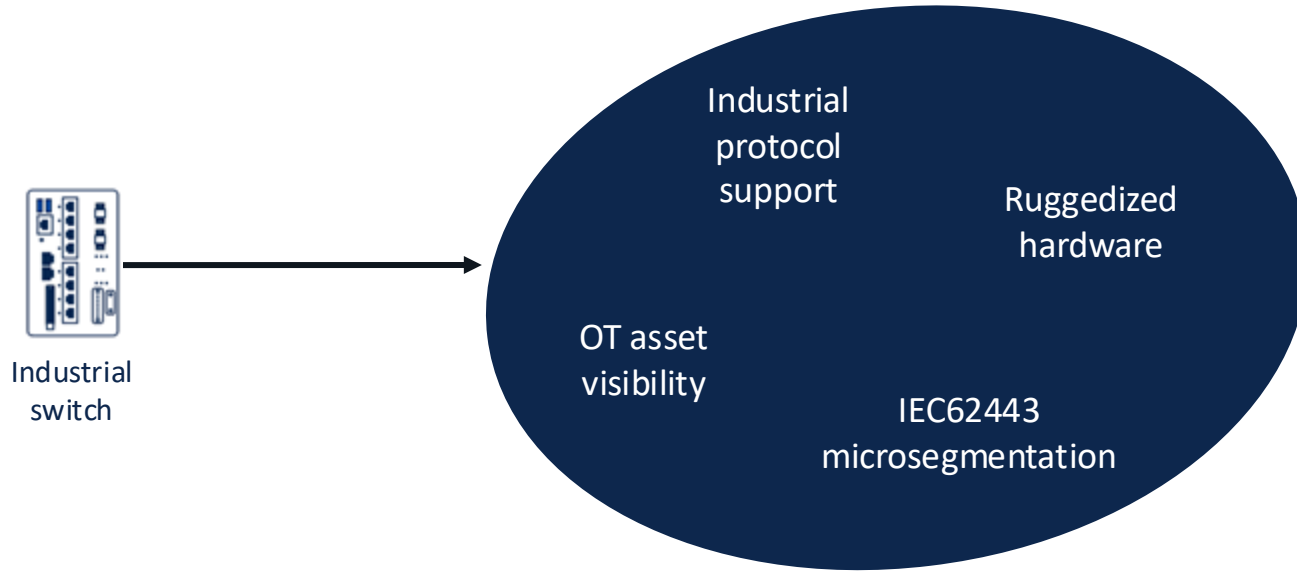 Industrial
protocol
support
Ruggedized
hardware
OT asset
visibility
Industrial
switch
IEC62443
microsegmentation